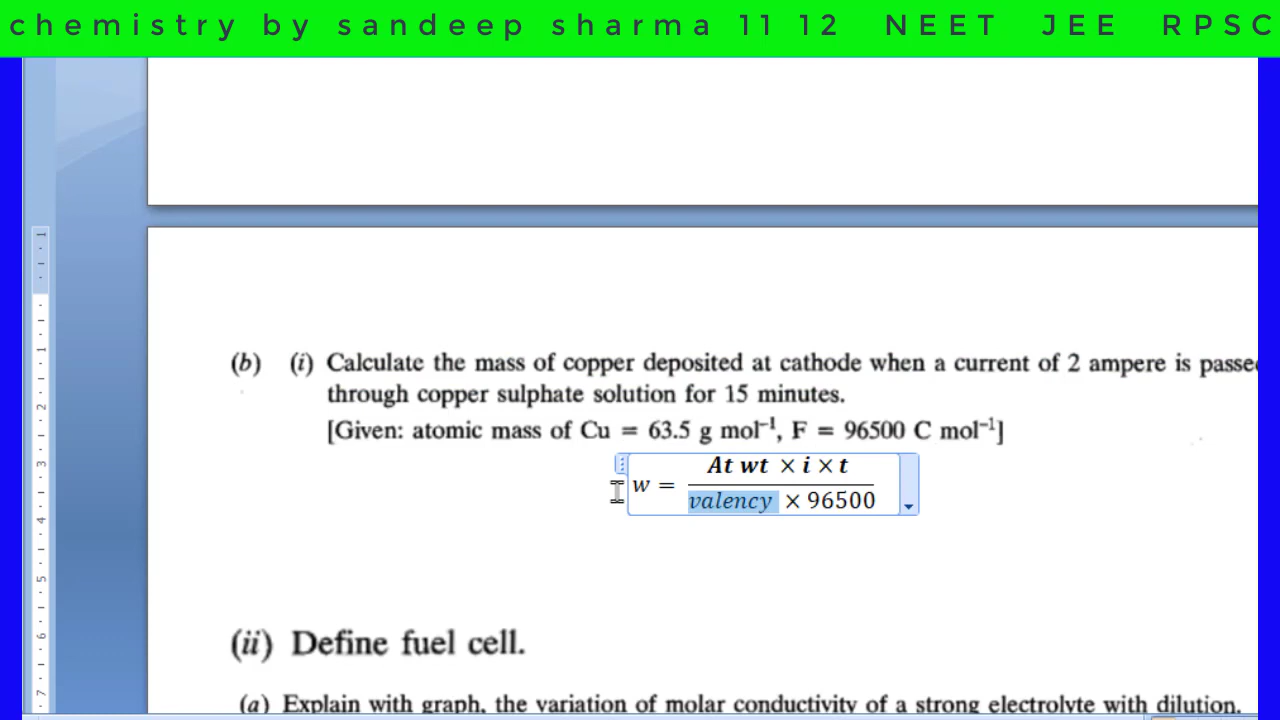 chemistry by sandeep sharma 11 12 NEET JEE RPSC
(b) (i) Calculate the mass of copper deposited at cathode when a current of 2 ampere is passe
through copper sulphate solution for 15 minutes.
[Given: atomic mass of Cu = 63.5 g mol⁻¹, F = 96500 C mol⁻¹]
At wt × i × t
w =
valency × 96500
(ii) Define fuel cell.
(a) Explain with graph, the variation of molar conductivity of a strong electrolyte with dilution.